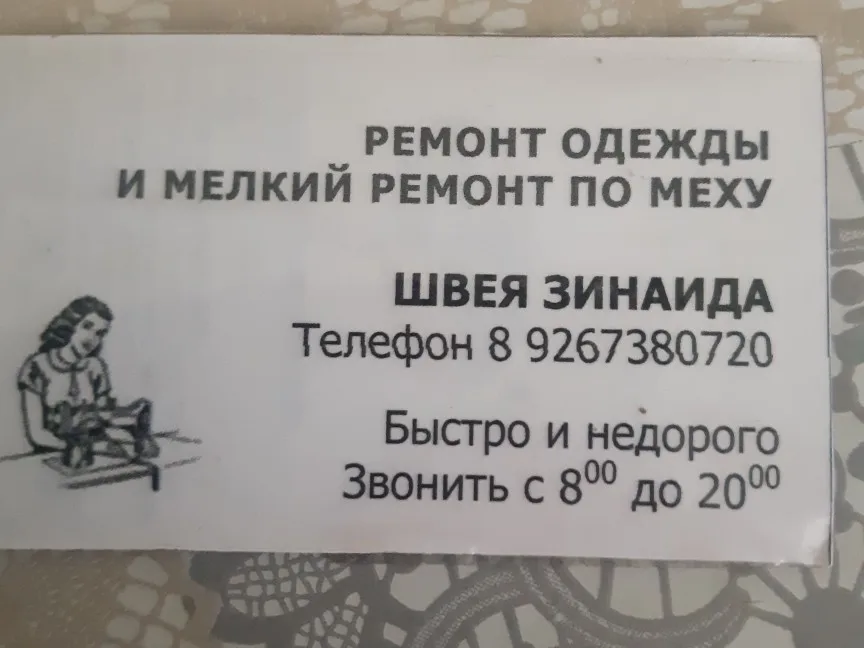 РЕМОНТ ОДЕЖДЫ
И МЕЛКИЙ РЕМОНТ ПО МЕХУ
ШВЕЯ ЗИНАИДА
Телефон 8 9267380720
Быстро и недорого
Звонить с 8⁰⁰ до 20⁰⁰